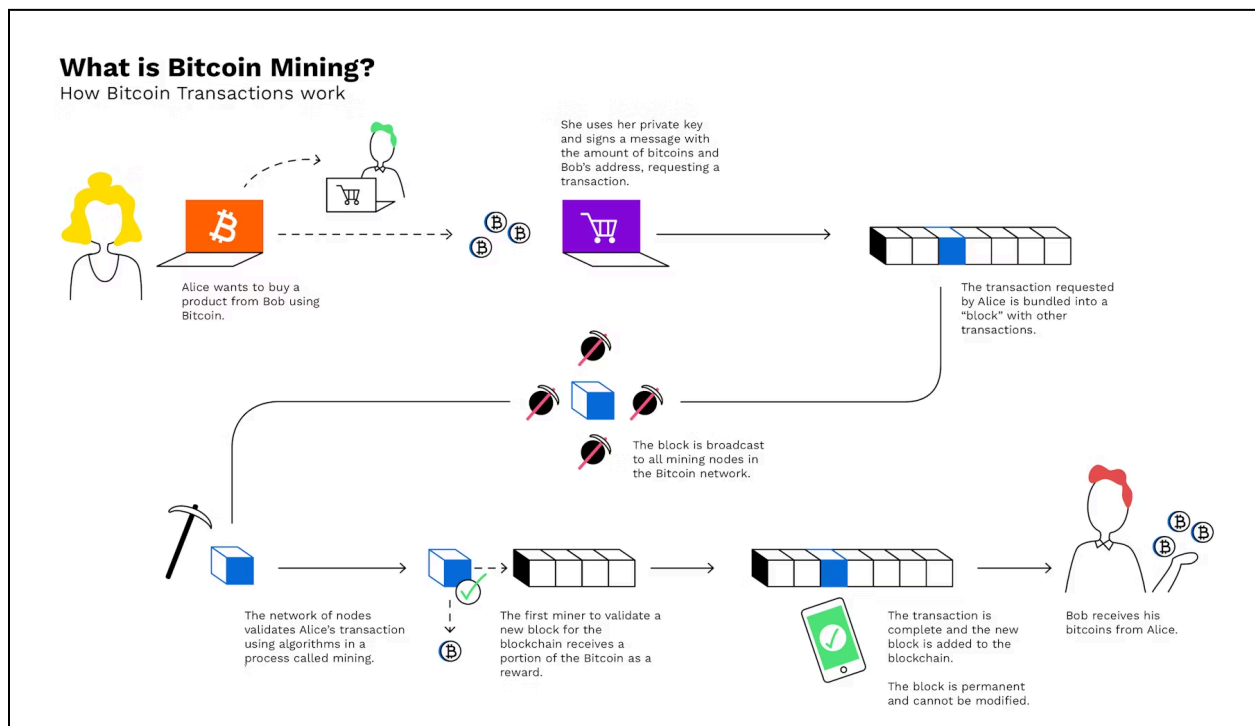 What is Bitcoin Mining?
How Bitcoin Transactions work
She uses her private key
and signs a message with
the amount of bitcoins and
Bob's address, requesting a
transaction.
Alice wants to buy a
product from Bob using
Bitcoin.
The transaction requested
by Alice is bundled into a
“block” with other
transactions.
The block is broadcast
to all mining nodes in
the Bitcoin network.
The network of nodes
validates Alice's transaction
using algorithms in a
process called mining.
The first miner to validate a
new block for the
blockchain receives a
portion of the Bitcoin as a
reward.
The transaction is
complete and the new
block is added to the
blockchain.
The block is permanent
and cannot be modified.
Bob receives his
bitcoins from Alice.